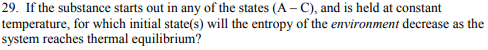 29. If the substance starts out in any of the states (A – C), and is held at constant
temperature, for which initial state(s) will the entropy of the environment decrease as the
system reaches thermal equilibrium?